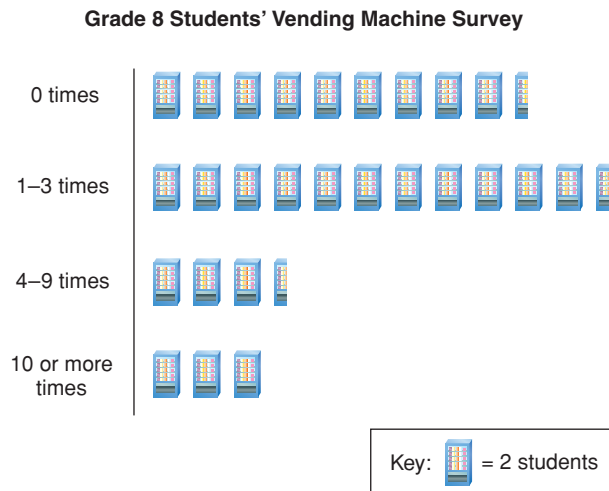 Grade 8 Students’ Vending Machine Survey
0 times
1–3 times
4–9 times
10 or more
times
Key: = 2 students